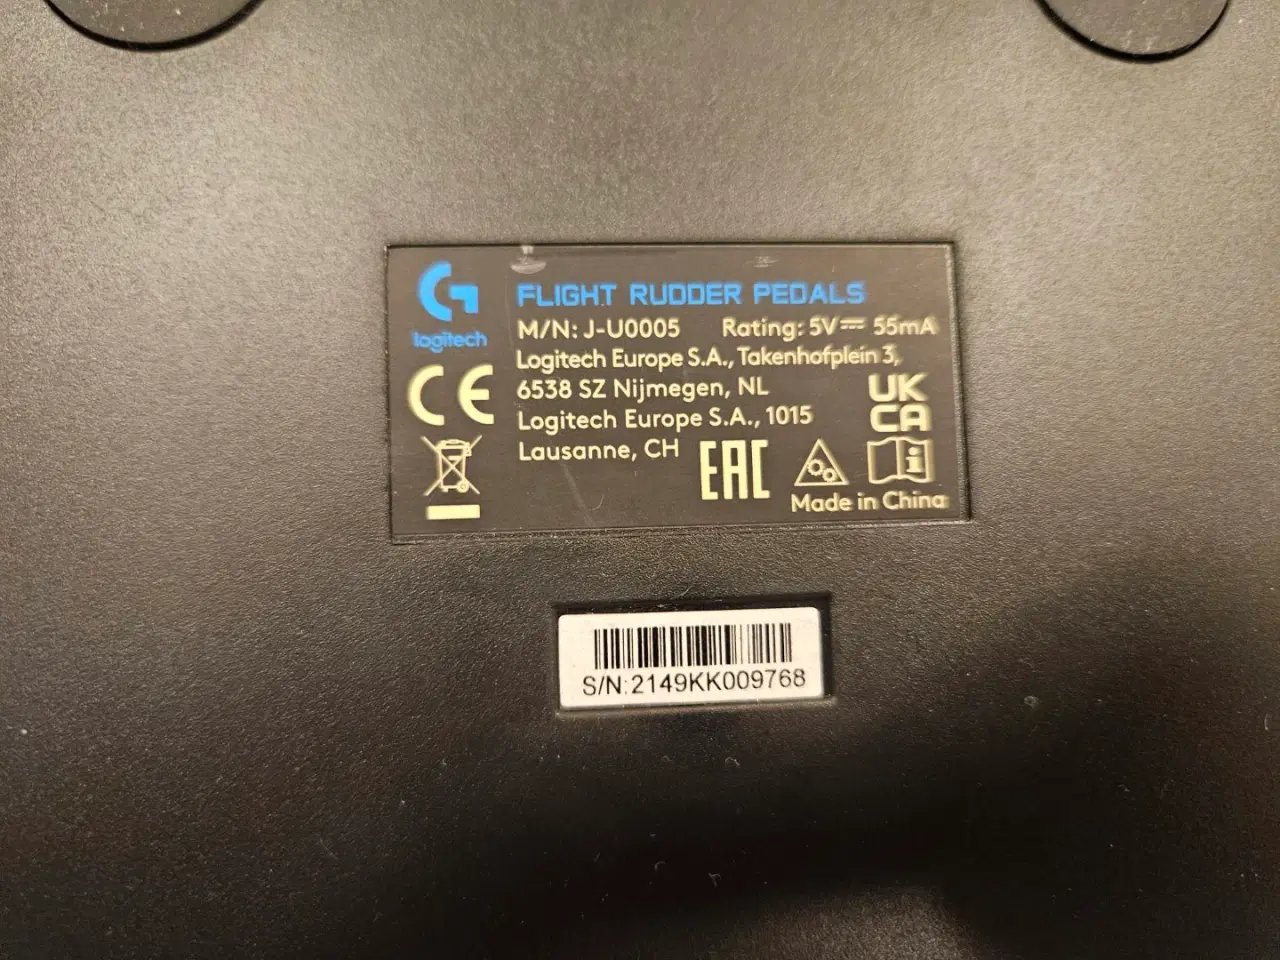 logitech
FLIGHT RUDDER PEDALS
M/N: J-U0005 Rating: 5V⎓ 55mA
Logitech Europe S.A., Takenhofplein 3,
6538 SZ Nijmegen, NL
Logitech Europe S.A., 1015
Lausanne, CH
CE
EAC
UK
CA
Made in China
S/N:2149KK009768